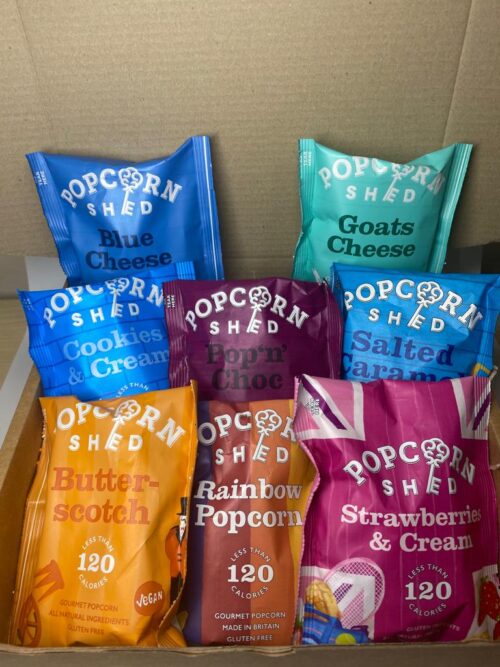 POPCORN
SHED
Blue
Cheese
POPCORN
SHED
Goats
Cheese
POPCORN
SHED
Cookies
& Cream
LESS THAN
POPCORN
SHED
Pop'n'
Choc
POPCORN
SHED
Salted
Caramel
POPCORN
SHED
Butter-
scotch
LESS THAN
120
CALORIES
VEGAN
GOURMET POPCORN
ALL NATURAL INGREDIENTS
GLUTEN FREE
POPCORN
SHED
Rainbow
Popcorn
LESS THAN
120
CALORIES
GOURMET POPCORN
MADE IN BRITAIN
GLUTEN FREE
POPCORN
SHED
Strawberries
& Cream
LESS THAN
120
CALORIES